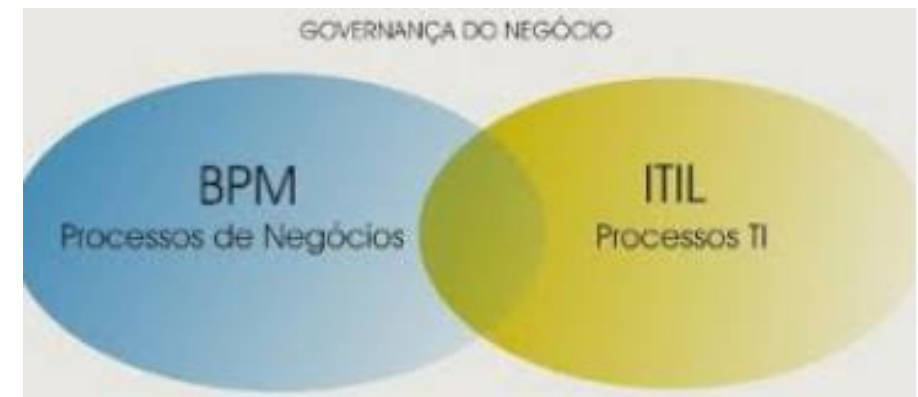 GOVERNANÇA DO NEGÓCIO
BPM
Processos de Negócios
ITIL
Processos TI